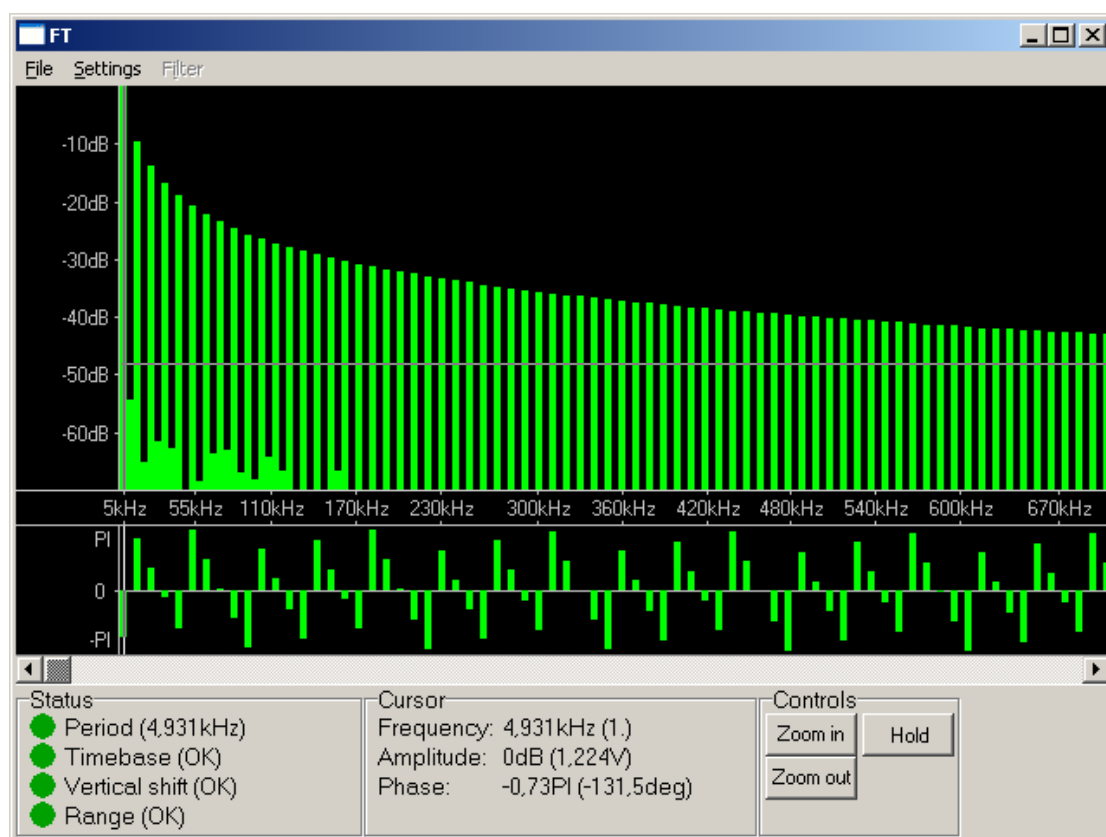 FT
File Settings Filter
-10dB
-20dB
-30dB
-40dB
-50dB
-60dB
5kHz 55kHz 110kHz 170kHz 230kHz 300kHz 360kHz 420kHz 480kHz 540kHz 600kHz 670kHz
PI
0
-PI
Status
Period (4,931kHz)
Timebase (OK)
Vertical shift (OK)
Range (OK)
Cursor
Frequency: 4,931kHz (1.)
Amplitude: 0dB (1,224V)
Phase: -0,73PI (-131,5deg)
Controls
Zoom in Hold
Zoom out